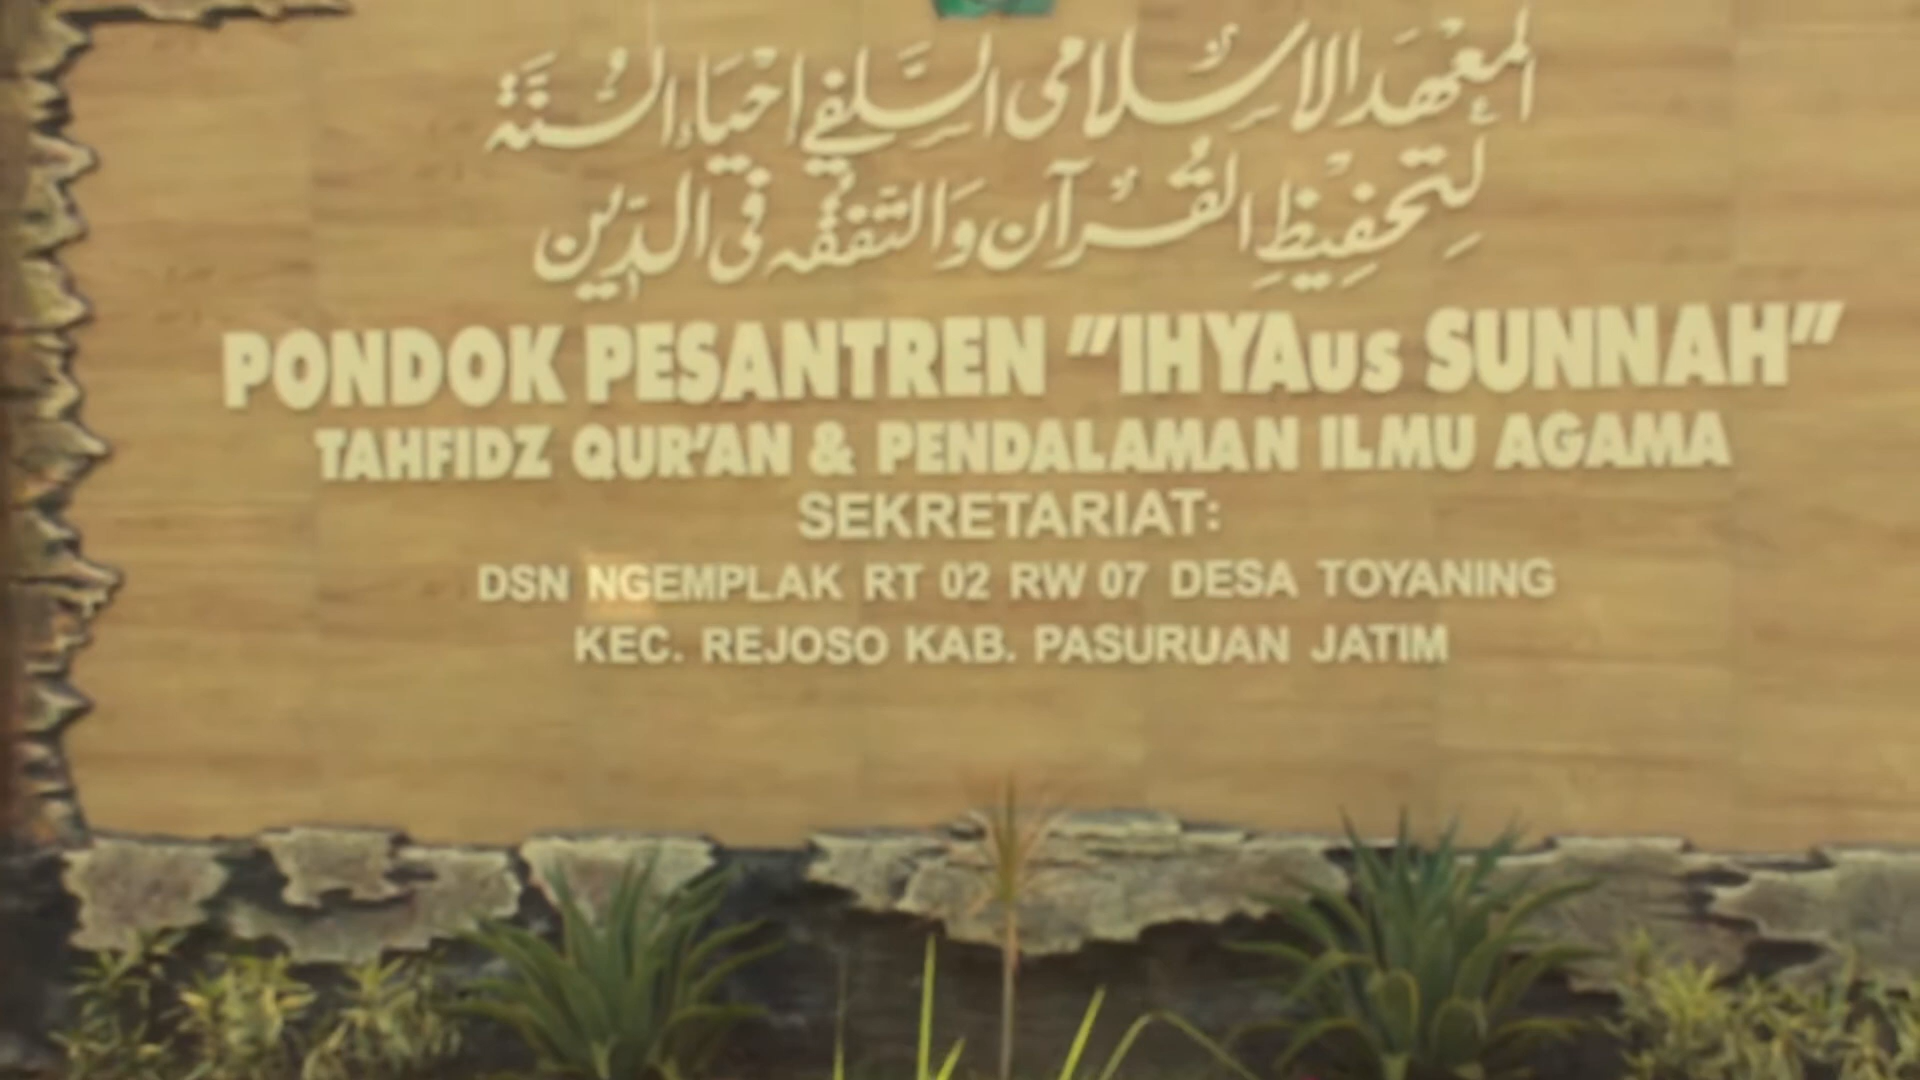 المعهد الإسلامى السلفي احياء السنة
لتحفيظ القرآن والتفقه فى الدين
PONDOK PESANTREN "IHYAus SUNNAH"
TAHFIDZ QUR'AN & PENDALAMAN ILMU AGAMA
SEKRETARIAT:
DSN NGEMPLAK RT 02 RW 07 DESA TOYANING
KEC. REJOSO KAB. PASURUAN JATIM